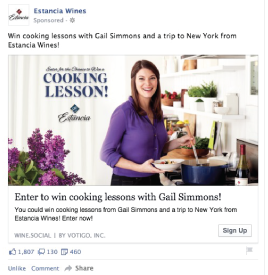 Estancia Wines
Sponsored ·
Win cooking lessons with Gail Simmons and a trip to New York from
Estancia Wines!
Enter for the Chance to Win a
COOKING
LESSON!
Estancia
Enter to win cooking lessons with Gail Simmons!
You could win cooking lessons from Gail Simmons and a trip to New York from
Estancia Wines! Enter now!
Sign Up
WINE.SOCIAL | BY VOTIGO, INC.
1,807 130 460
Unlike Comment Share